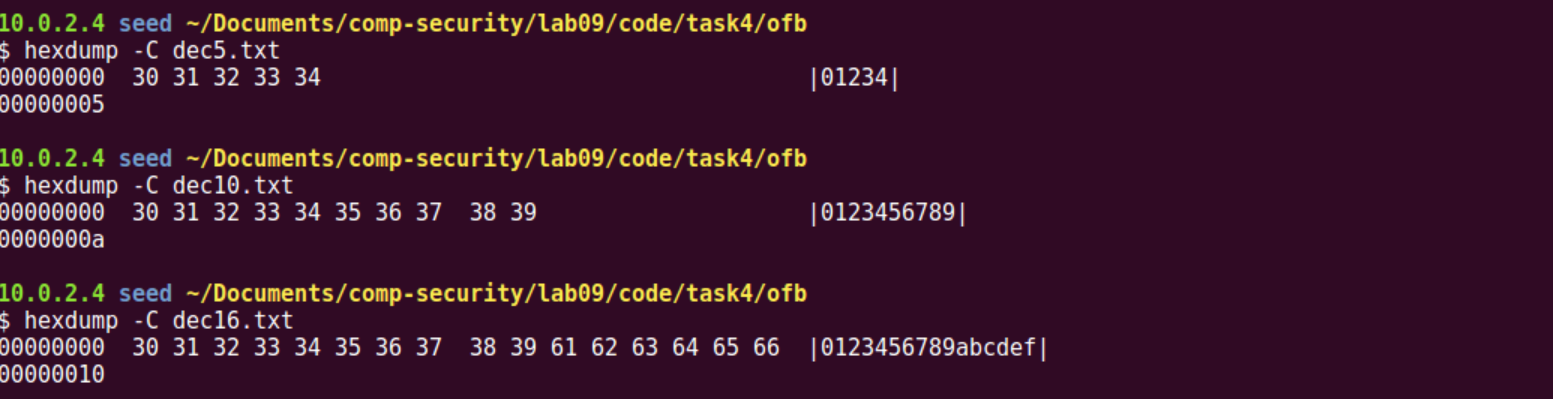 10.0.2.4 seed ~/Documents/comp-security/lab09/code/task4/ofb
$ hexdump -C dec5.txt
00000000  30 31 32 33 34                                    |01234|
00000005
10.0.2.4 seed ~/Documents/comp-security/lab09/code/task4/ofb
$ hexdump -C dec10.txt
00000000  30 31 32 33 34 35 36 37  38 39                    |0123456789|
0000000a
10.0.2.4 seed ~/Documents/comp-security/lab09/code/task4/ofb
$ hexdump -C dec16.txt
00000000  30 31 32 33 34 35 36 37  38 39 61 62 63 64 65 66  |0123456789abcdef|
00000010